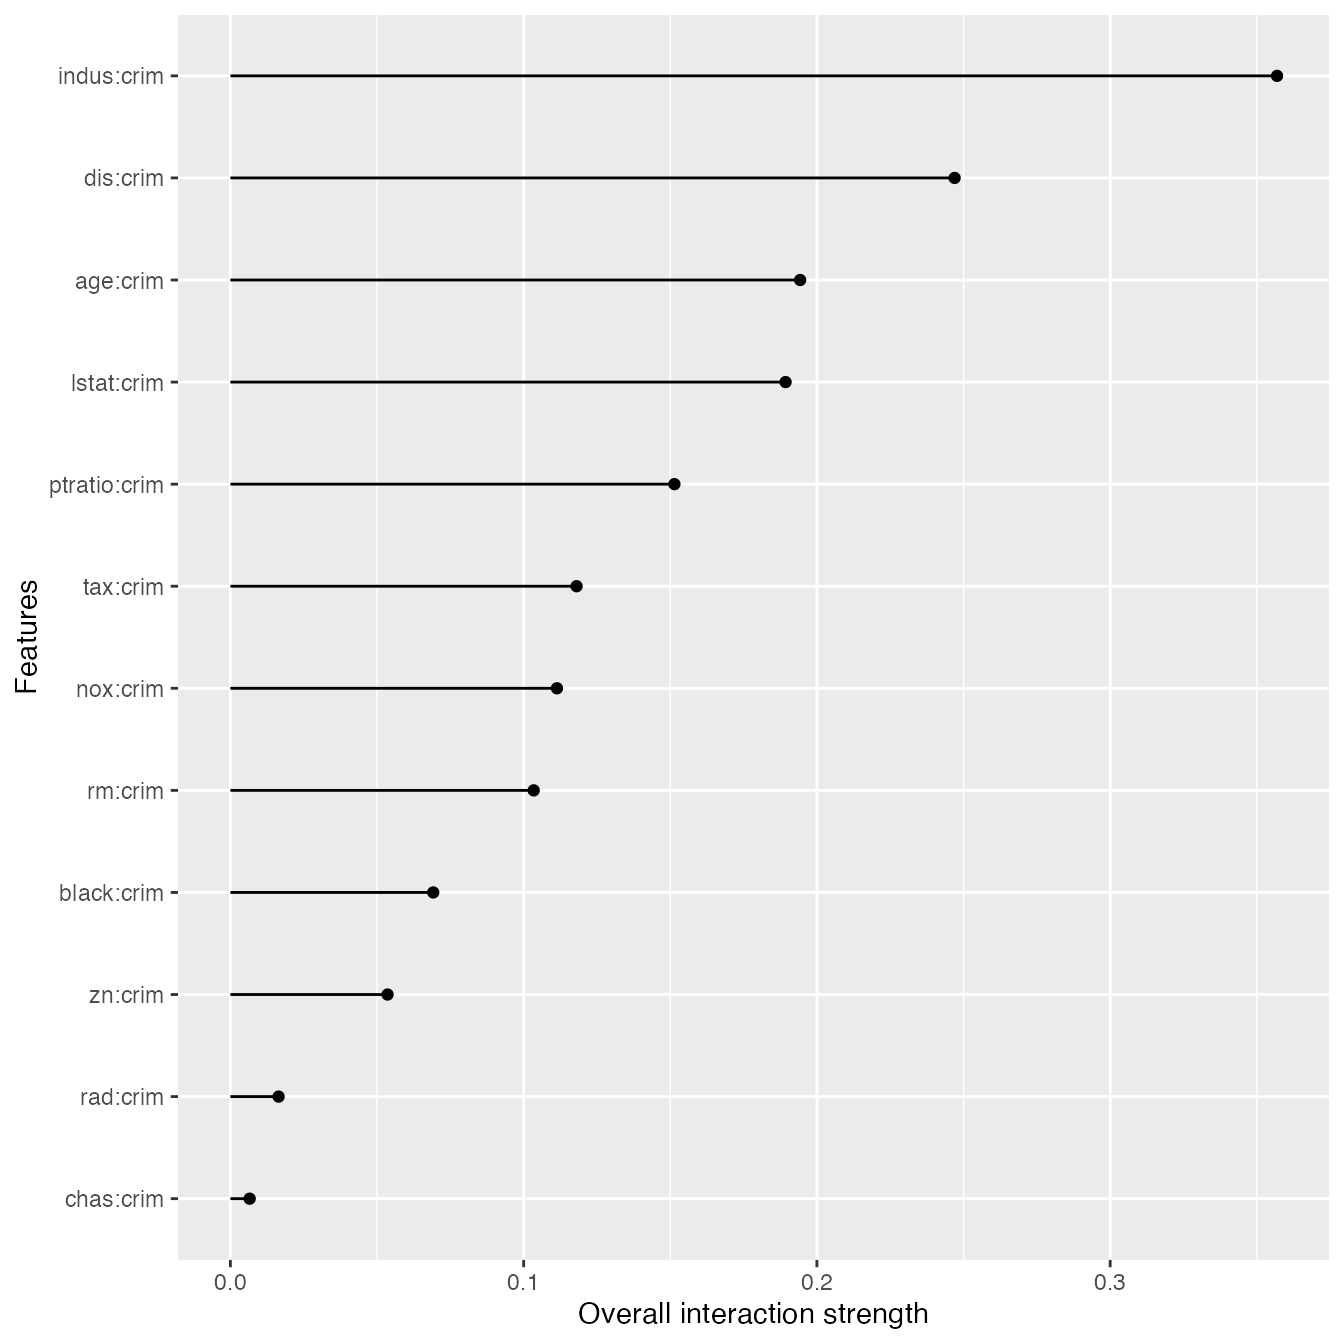 indus:crim
dis:crim
age:crim
lstat:crim
ptratio:crim
tax:crim
nox:crim
rm:crim
black:crim
zn:crim
rad:crim
chas:crim
Features
0.0 0.1 0.2 0.3
Overall interaction strength